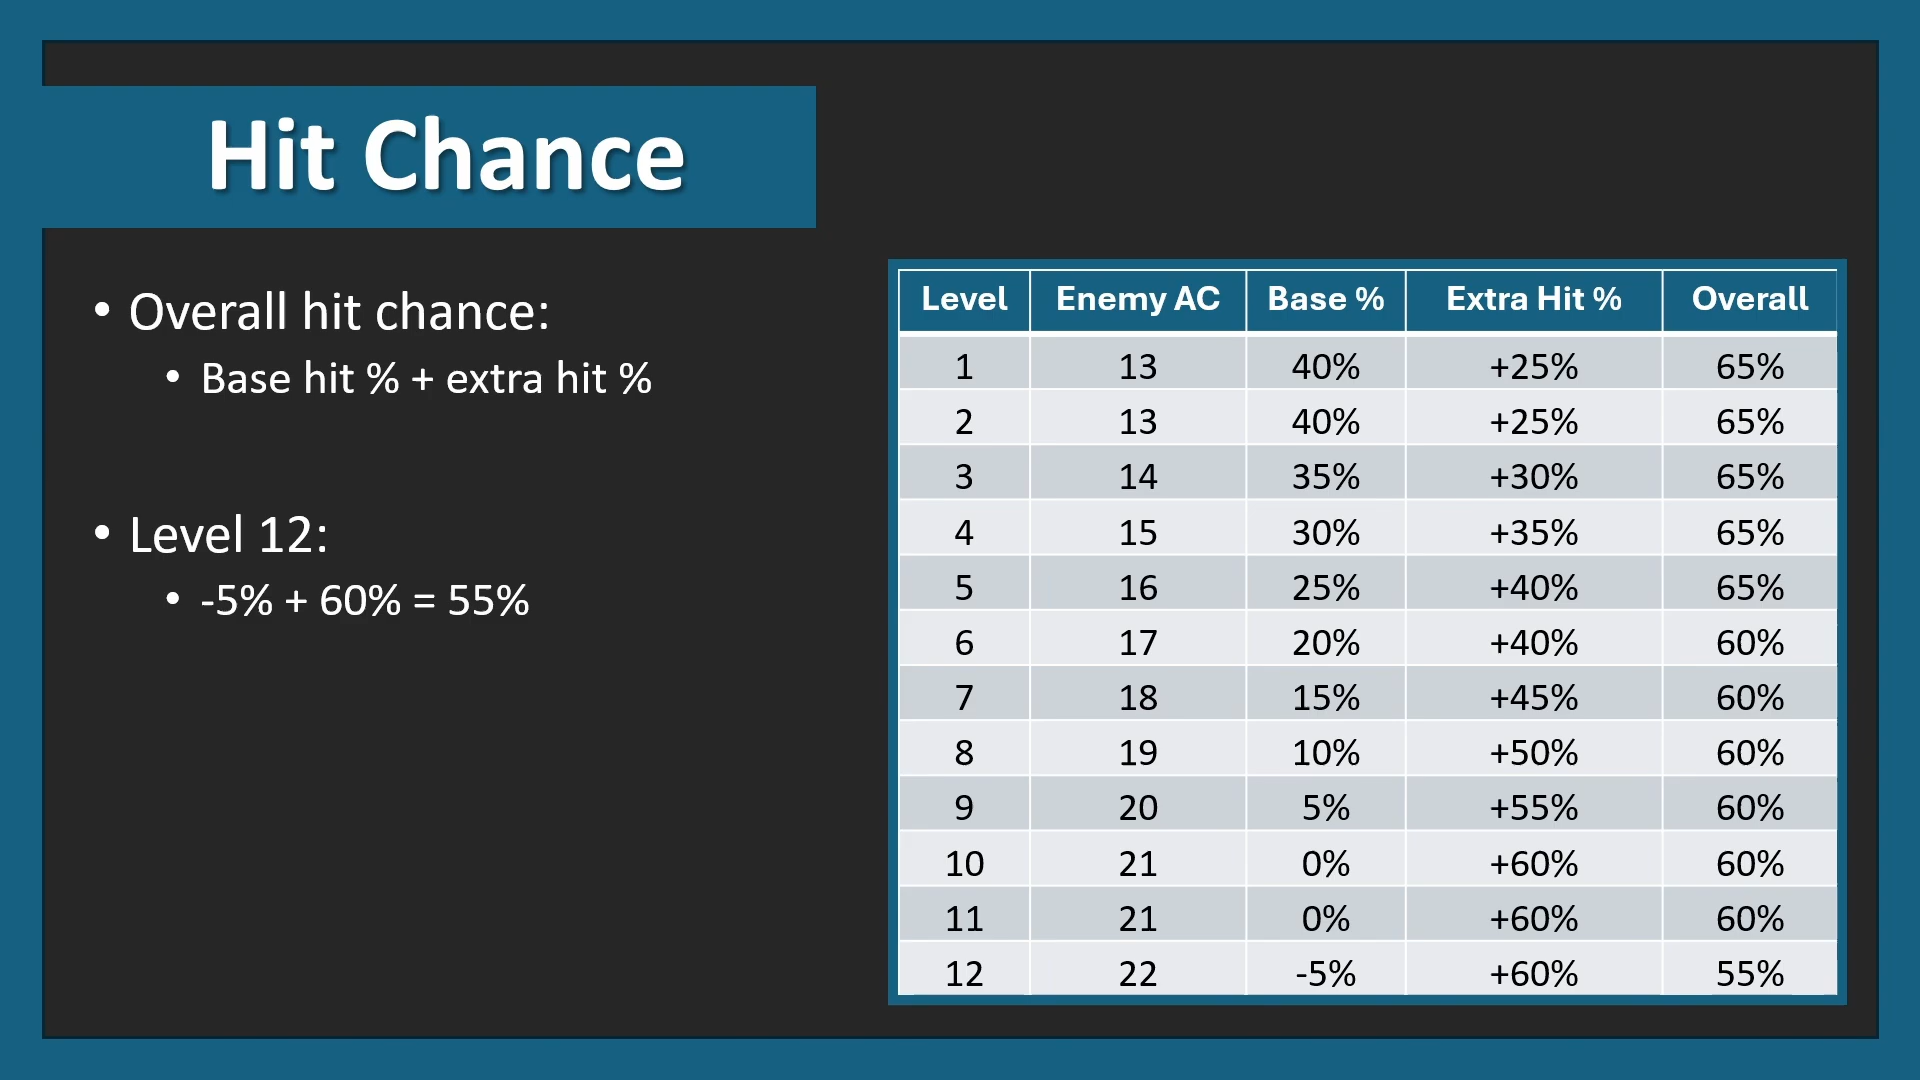 Hit Chance
• Overall hit chance:
• Base hit % + extra hit %
• Level 12:
• -5% + 60% = 55%
Level Enemy AC Base % Extra Hit % Overall
1 13 40% +25% 65%
2 13 40% +25% 65%
3 14 35% +30% 65%
4 15 30% +35% 65%
5 16 25% +40% 65%
6 17 20% +40% 60%
7 18 15% +45% 60%
8 19 10% +50% 60%
9 20 5% +55% 60%
10 21 0% +60% 60%
11 21 0% +60% 60%
12 22 -5% +60% 55%